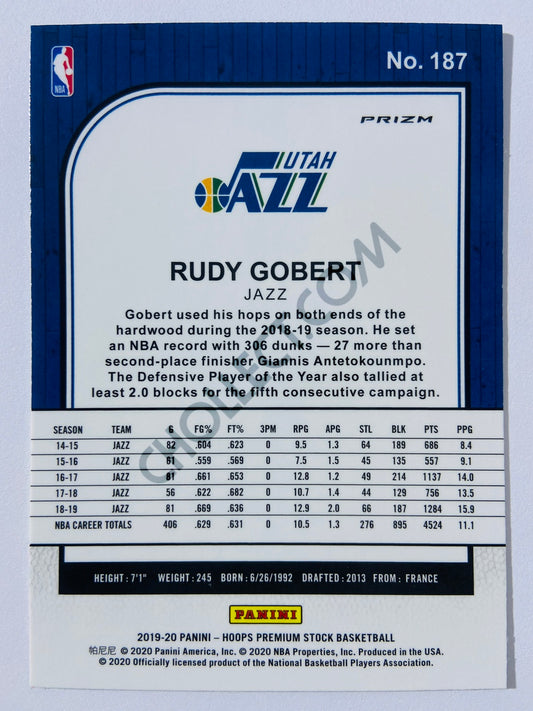 No. 187
NBA
PRIZM
UTAH
JAZZ
RUDY GOBERT
JAZZ
Gobert used his hops on both ends of the
hardwood during the 2018-19 season. He set
an NBA record with 306 dunks — 27 more than
second-place finisher Giannis Antetokounmpo.
The Defensive Player of the Year also tallied at
least 2.0 blocks for the fifth consecutive campaign.
SEASON TEAM G FG% FT% 3PM RPG APG STL BLK PTS PPG
14-15 JAZZ 82 .604 .623 0 9.5 1.3 64 189 686 8.4
15-16 JAZZ 61 .559 .569 0 7.5 1.5 45 135 557 9.1
16-17 JAZZ 81 .661 .653 0 12.8 1.2 49 214 1137 14.0
17-18 JAZZ 56 .622 .682 0 10.7 1.4 44 129 756 13.5
18-19 JAZZ 81 .669 .636 0 12.9 2.0 66 187 1284 15.9
NBA CAREER TOTALS 406 .629 .631 0 10.5 1.3 276 895 4524 11.1
HEIGHT: 7'1" WEIGHT: 245 BORN: 6/26/1992 DRAFTED: 2013 FROM: FRANCE
PANINI
2019-20 PANINI – HOOPS PREMIUM STOCK BASKETBALL
帕尼尼 © 2020 Panini America, Inc. © 2020 NBA Properties, Inc. Produced in the USA.
© 2020 Officially licensed product of the National Basketball Players Association.
CHOLLECT.COM